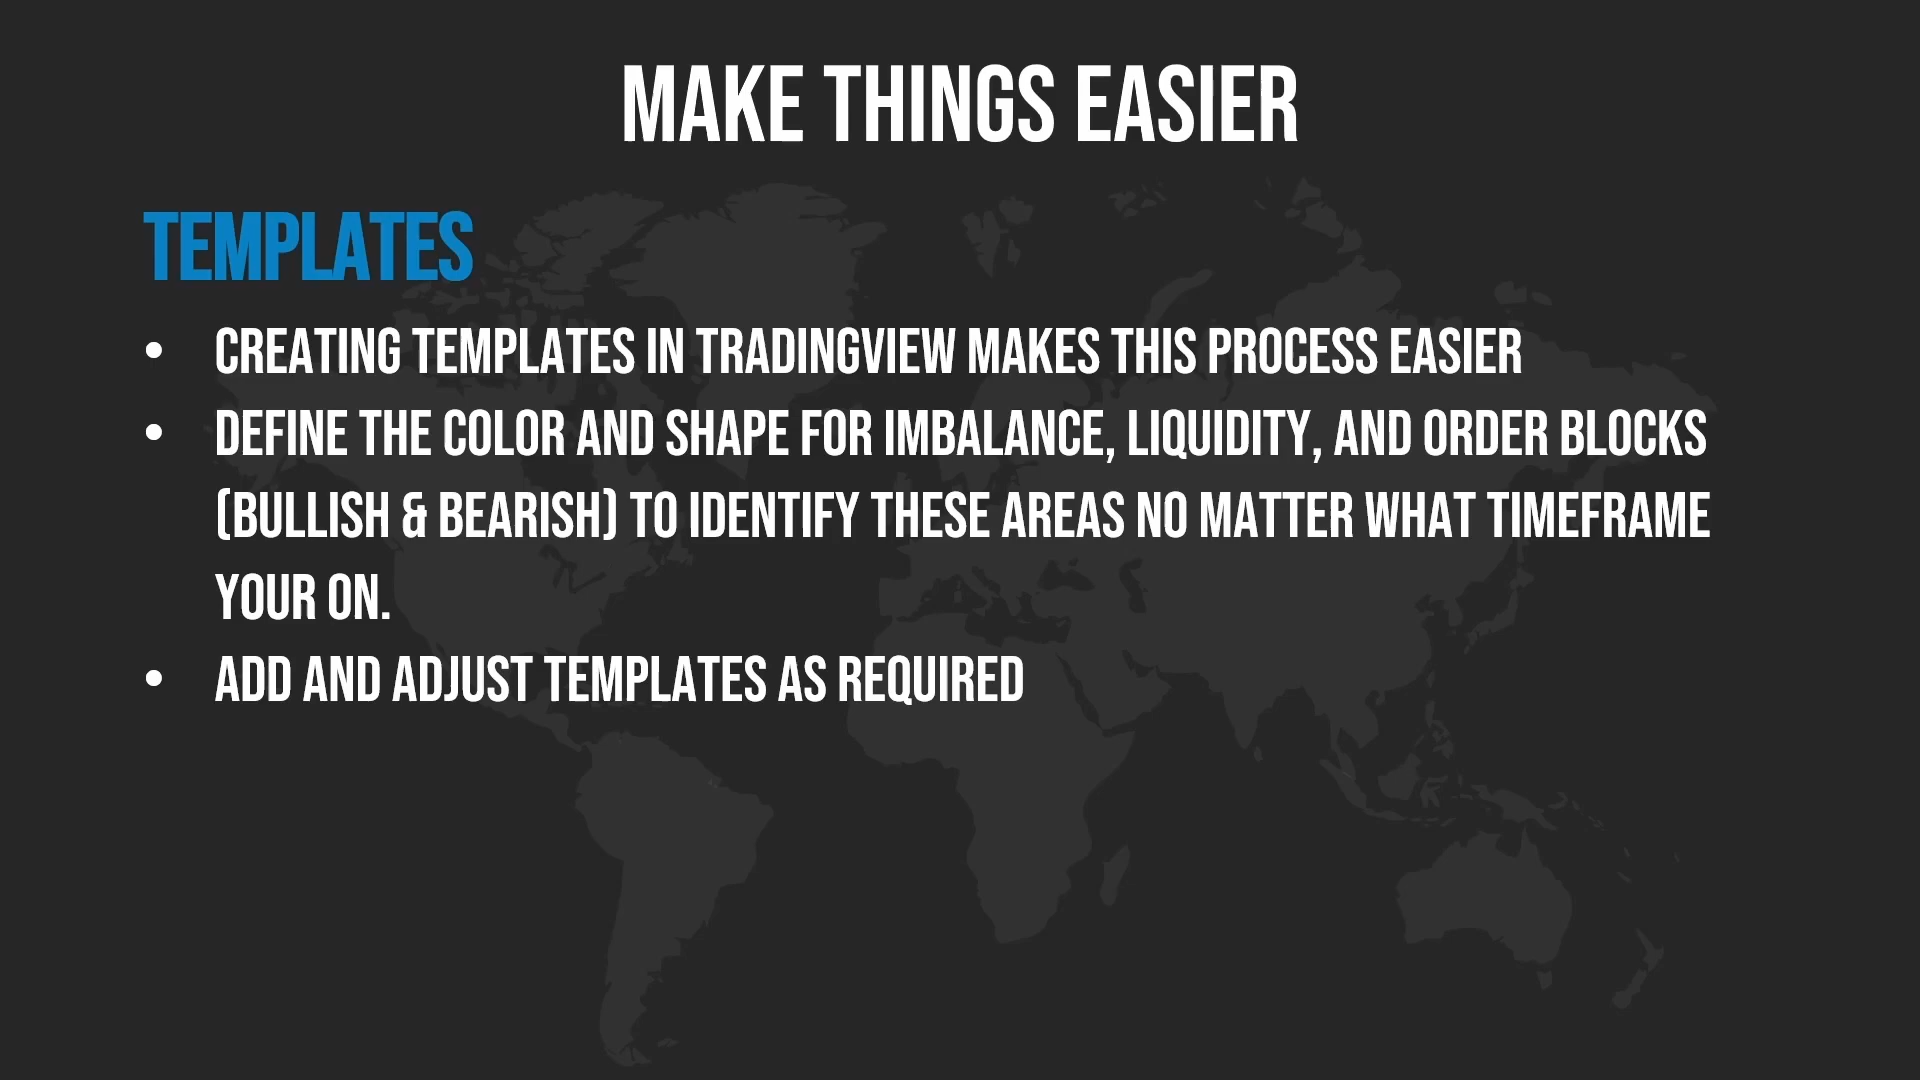 MAKE THINGS EASIER
TEMPLATES
• CREATING TEMPLATES IN TRADINGVIEW MAKES THIS PROCESS EASIER
• DEFINE THE COLOR AND SHAPE FOR IMBALANCE, LIQUIDITY, AND ORDER BLOCKS
(BULLISH & BEARISH) TO IDENTIFY THESE AREAS NO MATTER WHAT TIMEFRAME
YOUR ON.
• ADD AND ADJUST TEMPLATES AS REQUIRED